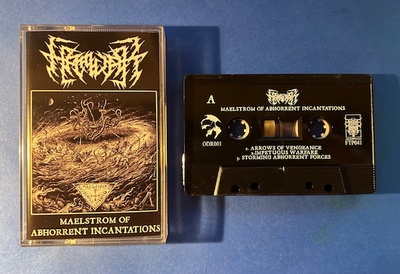 MAELSTROM OF
ABHORRENT INCANTATIONS
A
MAELSTROM OF ABHORRENT INCANTATIONS
ODR001
FTP041
1. ARROWS OF VENGEANCE
2. IMPETUOUS WARFARE
3. STORMING ABHORRENT FORCES